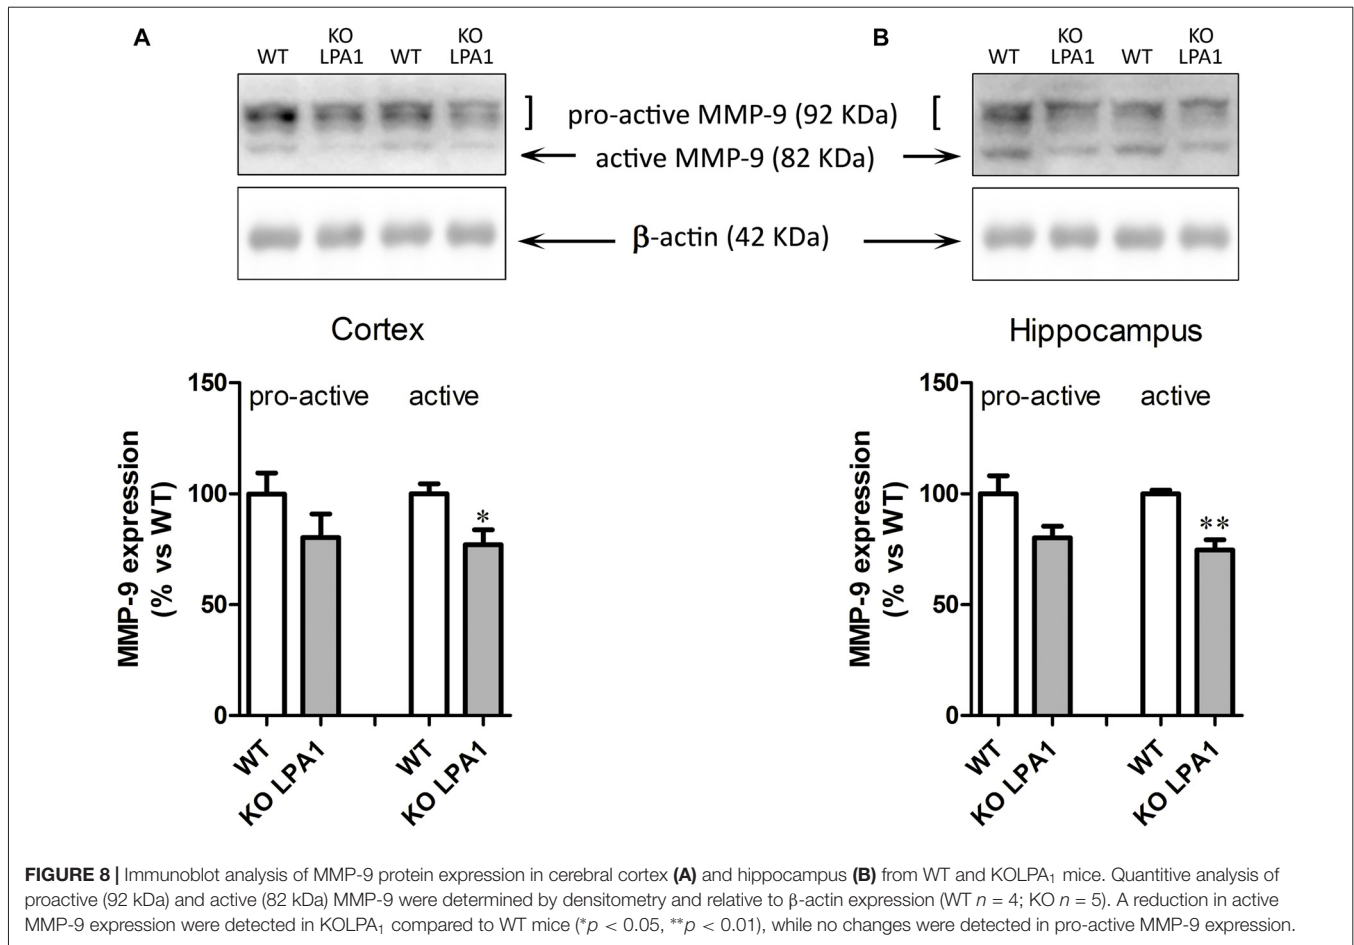 A
B
WT KO LPA1 WT KO LPA1
WT KO LPA1 WT KO LPA1
pro-active MMP-9 (92 KDa)
active MMP-9 (82 KDa)
β-actin (42 KDa)
Cortex
150
100
50
0
MMP-9 expression
(% vs WT)
pro-active active
*
WT
KO LPA1
WT
KO LPA1
Hippocampus
150
100
50
0
MMP-9 expression
(% vs WT)
pro-active active
**
WT
KO LPA1
WT
KO LPA1
FIGURE 8 | Immunoblot analysis of MMP-9 protein expression in cerebral cortex (A) and hippocampus (B) from WT and KOLPA₁ mice. Quantitive analysis of
proactive (92 kDa) and active (82 kDa) MMP-9 were determined by densitometry and relative to β-actin expression (WT n = 4; KO n = 5). A reduction in active
MMP-9 expression were detected in KOLPA₁ compared to WT mice (*p < 0.05, **p < 0.01), while no changes were detected in pro-active MMP-9 expression.